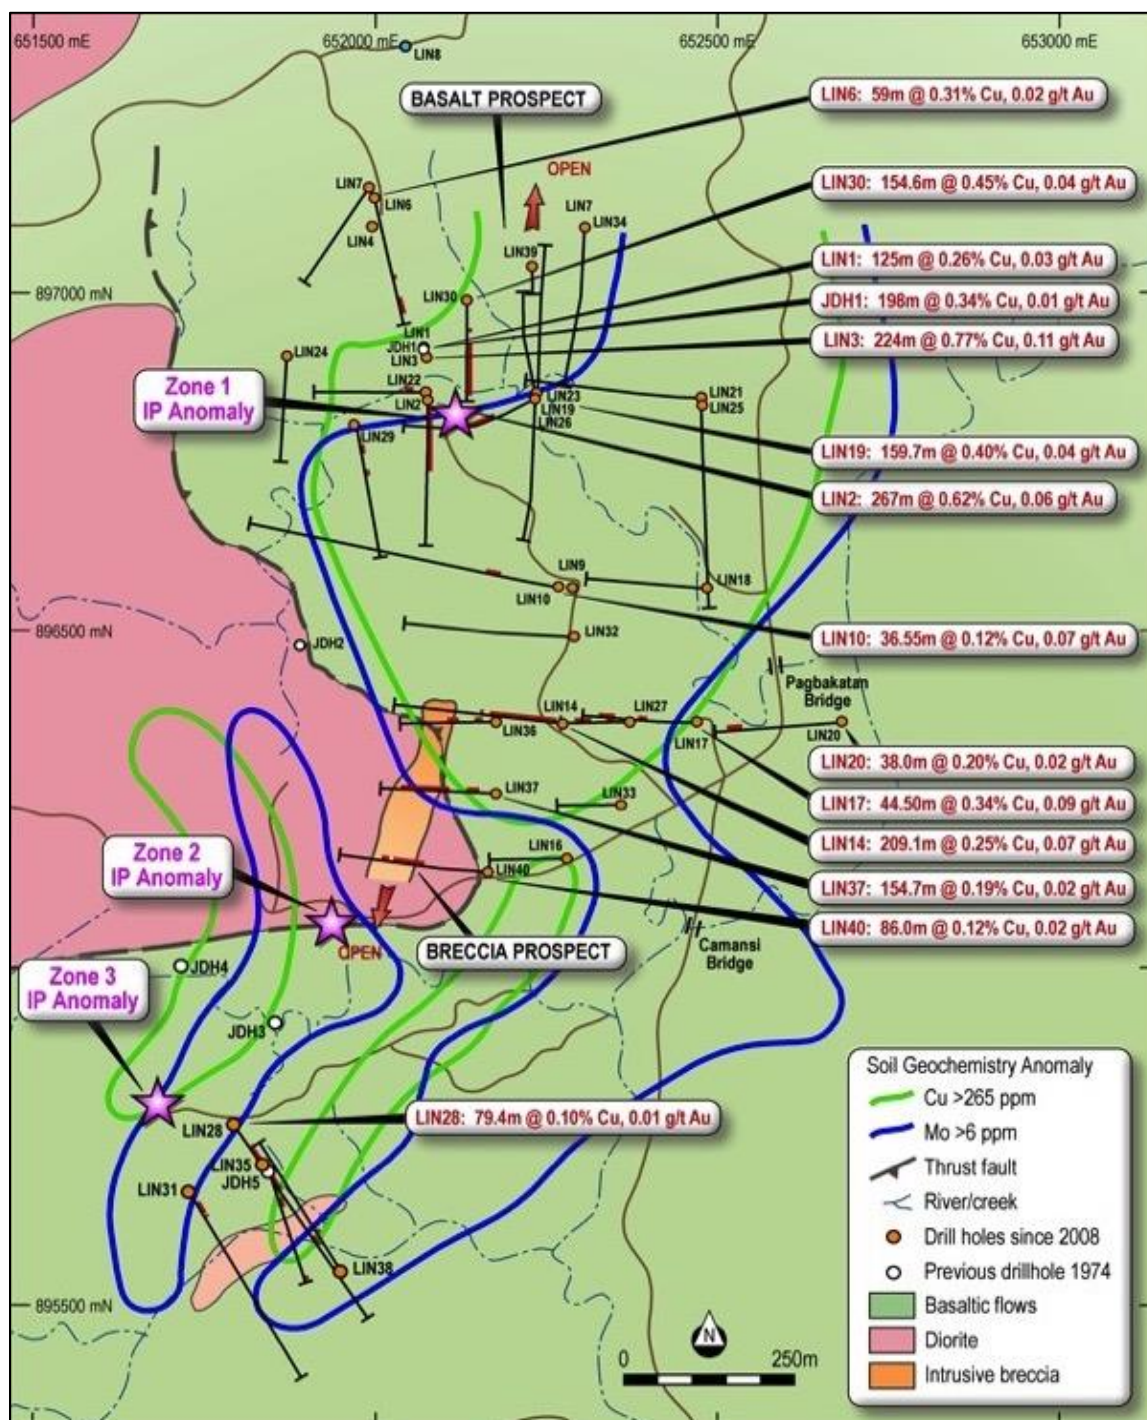 651500 mE
652000 mE
652500 mE
653000 mE
LIN8
BASALT PROSPECT
LIN6: 59m @ 0.31% Cu, 0.02 g/t Au
OPEN
LIN7
LIN6
LIN4
LIN7
LIN34
LIN30: 154.6m @ 0.45% Cu, 0.04 g/t Au
LIN39
LIN1: 125m @ 0.26% Cu, 0.03 g/t Au
897000 mN
LIN30
JDH1: 198m @ 0.34% Cu, 0.01 g/t Au
LIN1
JDH1
LIN3
LIN3: 224m @ 0.77% Cu, 0.11 g/t Au
LIN24
Zone 1
IP Anomaly
LIN22
LIN2
LIN23
LIN19
LIN26
LIN21
LIN25
LIN29
LIN19: 159.7m @ 0.40% Cu, 0.04 g/t Au
LIN2: 267m @ 0.62% Cu, 0.06 g/t Au
LIN9
LIN10
LIN18
896500 mN
LIN32
LIN10: 36.55m @ 0.12% Cu, 0.07 g/t Au
JDH2
Pagbakatan
Bridge
LIN14
LIN27
LIN36
LIN17
LIN20
LIN20: 38.0m @ 0.20% Cu, 0.02 g/t Au
LIN37
LIN33
LIN17: 44.50m @ 0.34% Cu, 0.09 g/t Au
LIN16
LIN14: 209.1m @ 0.25% Cu, 0.07 g/t Au
Zone 2
IP Anomaly
LIN40
LIN37: 154.7m @ 0.19% Cu, 0.02 g/t Au
LIN40: 86.0m @ 0.12% Cu, 0.02 g/t Au
OPEN
BRECCIA PROSPECT
Camansi
Bridge
JDH4
Zone 3
IP Anomaly
JDH3
LIN28: 79.4m @ 0.10% Cu, 0.01 g/t Au
LIN28
LIN35
JDH5
LIN31
LIN38
895500 mN
N
0
250m
Soil Geochemistry Anomaly
Cu >265 ppm
Mo >6 ppm
Thrust fault
River/creek
Drill holes since 2008
Previous drillhole 1974
Basaltic flows
Diorite
Intrusive breccia